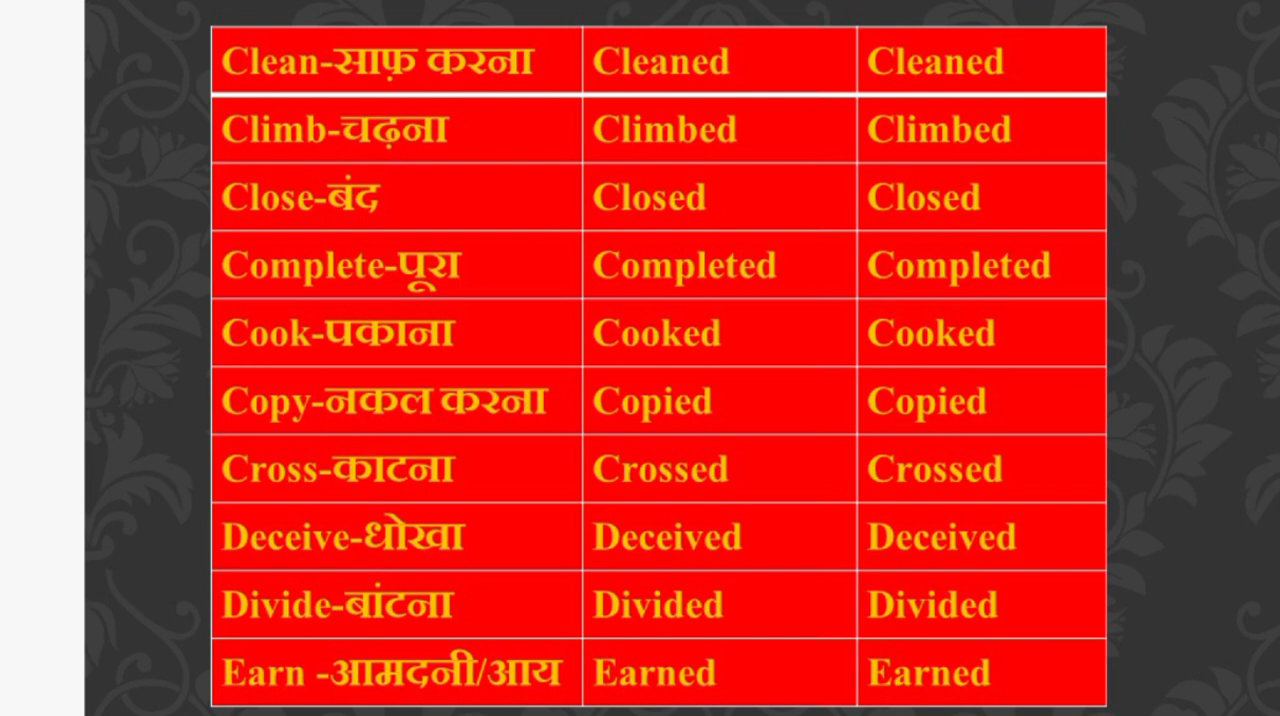 Clean-साफ़ करना Cleaned Cleaned
Climb-चढ़ना Climbed Climbed
Close-बंद Closed Closed
Complete-पूरा Completed Completed
Cook-पकाना Cooked Cooked
Copy-नकल करना Copied Copied
Cross-काटना Crossed Crossed
Deceive-धोखा Deceived Deceived
Divide-बांटना Divided Divided
Earn -आमदनी/आय Earned Earned